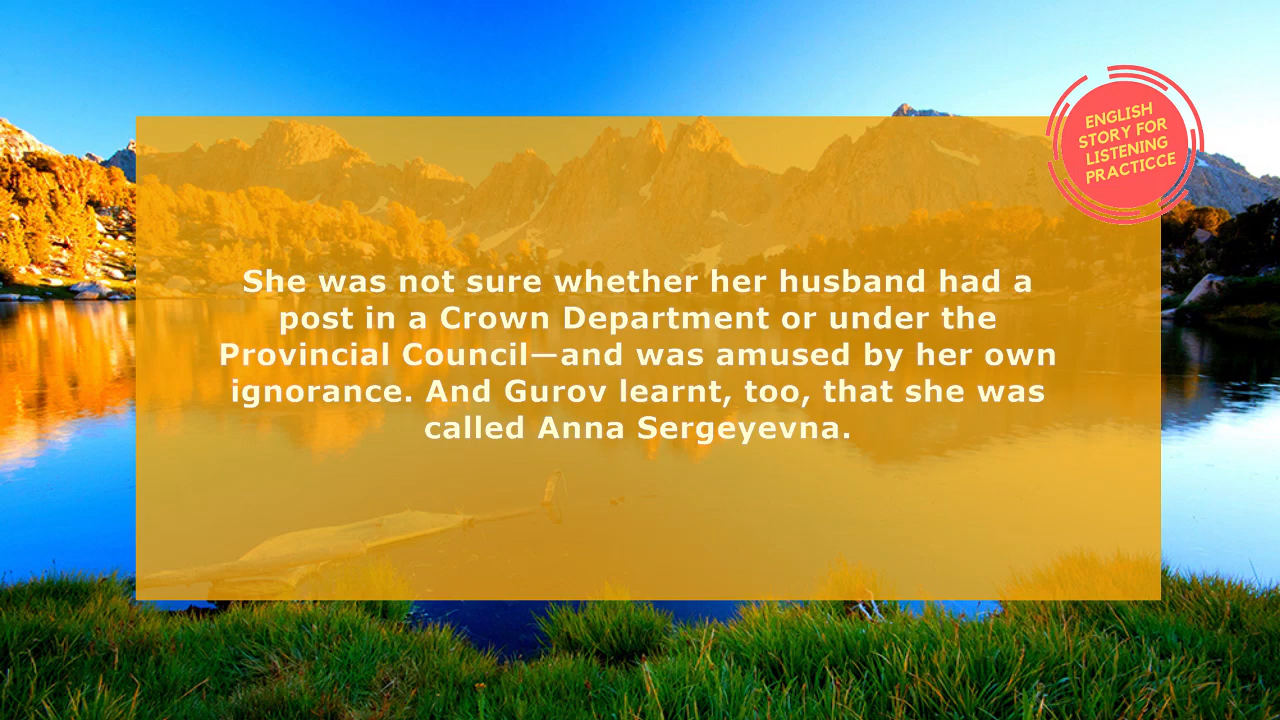 ENGLISH
STORY FOR
LISTENING
PRACTICCE
She was not sure whether her husband had a
post in a Crown Department or under the
Provincial Council—and was amused by her own
ignorance. And Gurov learnt, too, that she was
called Anna Sergeyevna.